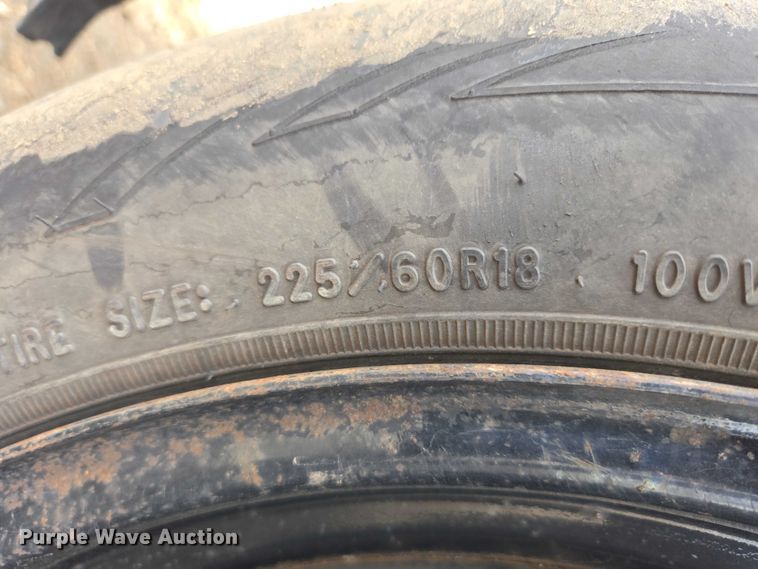 TIRE SIZE: 225/60R18 100V
Purple Wave Auction